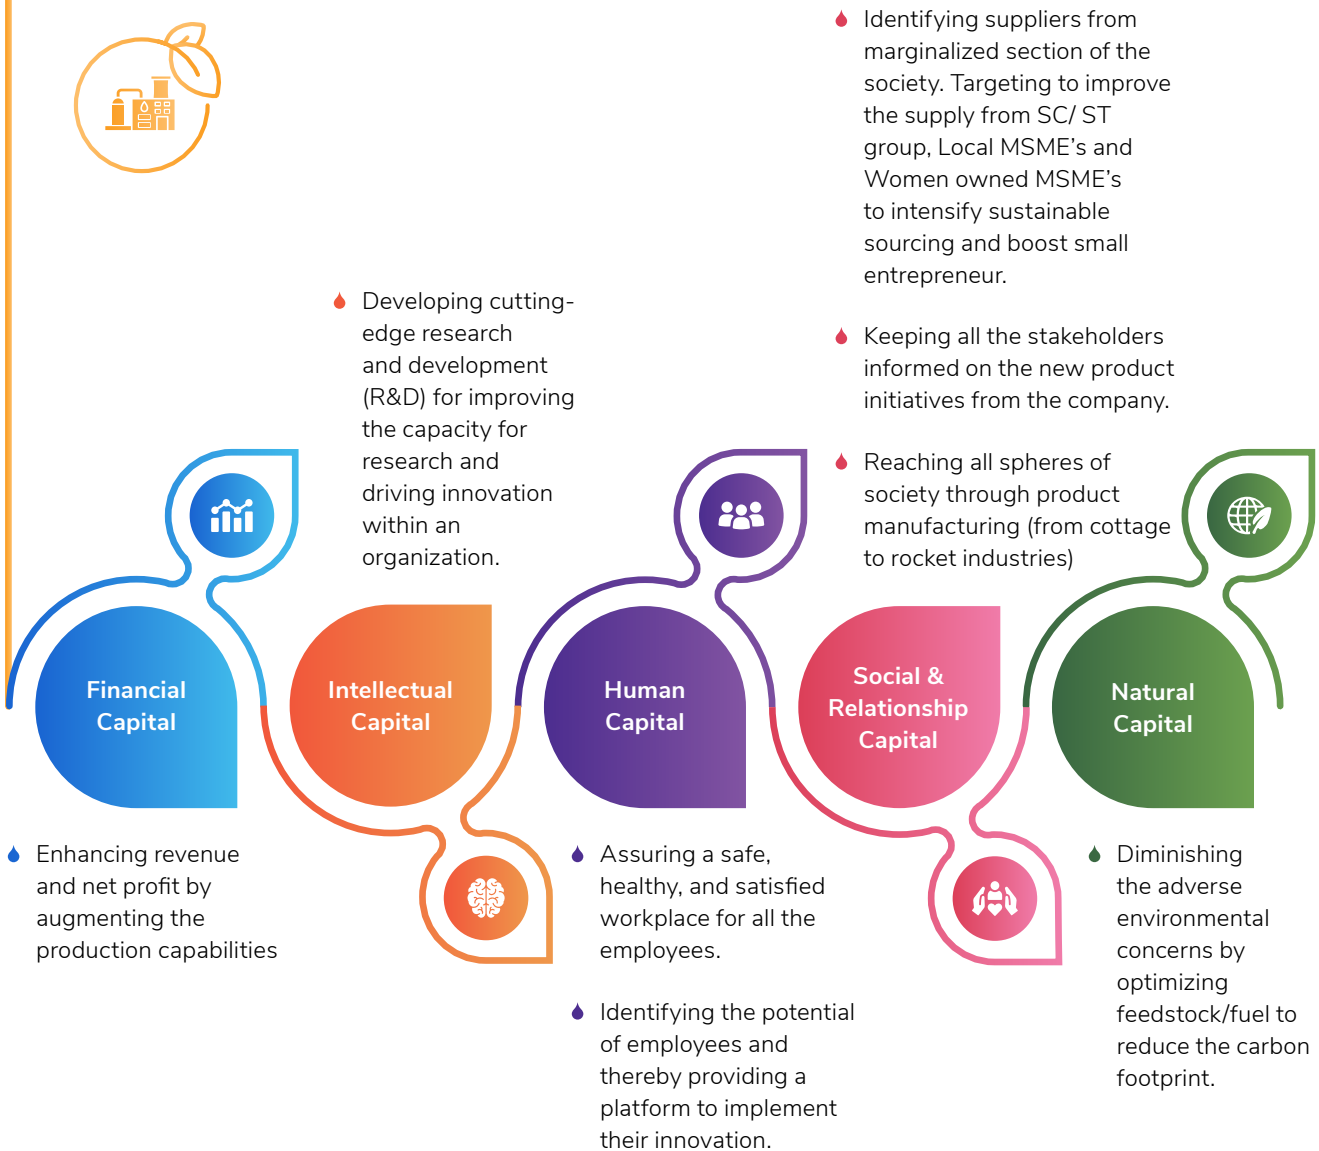 Identifying suppliers from
marginalized section of the
society. Targeting to improve
the supply from SC/ ST
group, Local MSME’s and
Women owned MSME’s
to intensify sustainable
sourcing and boost small
entrepreneur.
Keeping all the stakeholders
informed on the new product
initiatives from the company.
Reaching all spheres of
society through product
manufacturing (from cottage
to rocket industries)
Developing cutting-
edge research
and development
(R&D) for improving
the capacity for
research and
driving innovation
within an
organization.
Financial
Capital
Intellectual
Capital
Human
Capital
Social &
Relationship
Capital
Natural
Capital
Enhancing revenue
and net profit by
augmenting the
production capabilities
Assuring a safe,
healthy, and satisfied
workplace for all the
employees.
Identifying the potential
of employees and
thereby providing a
platform to implement
their innovation.
Diminishing
the adverse
environmental
concerns by
optimizing
feedstock/fuel to
reduce the carbon
footprint.